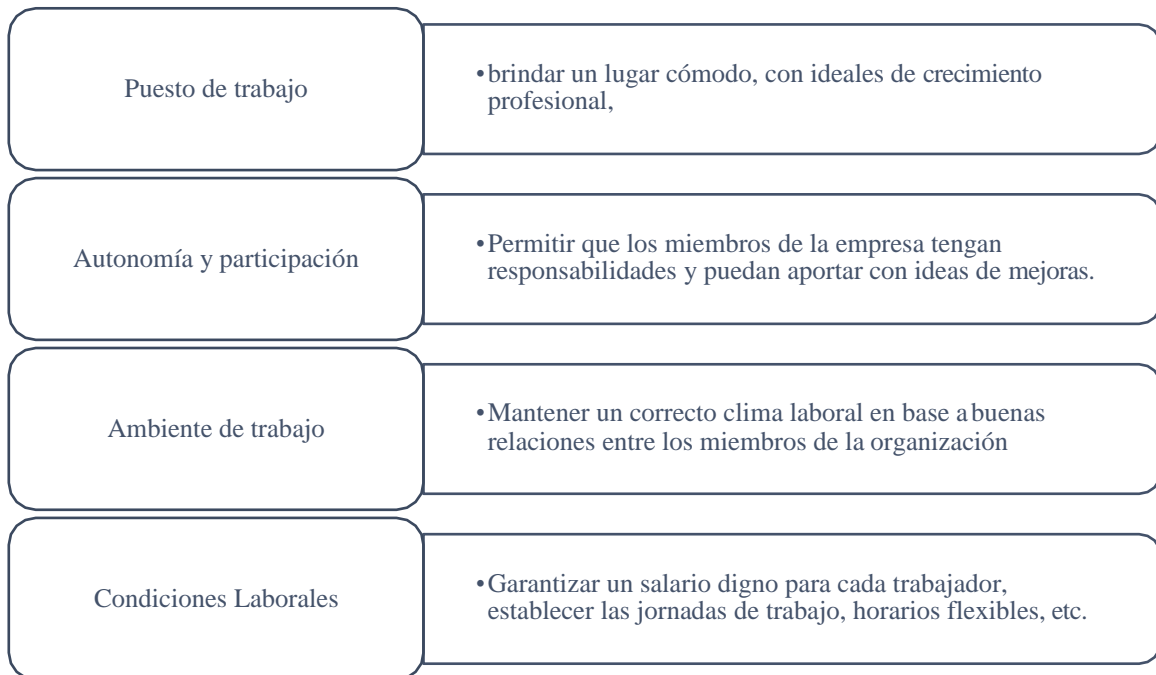 Puesto de trabajo
•brindar un lugar cómodo, con ideales de crecimiento
profesional,
Autonomía y participación
•Permitir que los miembros de la empresa tengan
responsabilidades y puedan aportar con ideas de mejoras.
Ambiente de trabajo
•Mantener un correcto clima laboral en base a buenas
relaciones entre los miembros de la organización
Condiciones Laborales
•Garantizar un salario digno para cada trabajador,
establecer las jornadas de trabajo, horarios flexibles, etc.